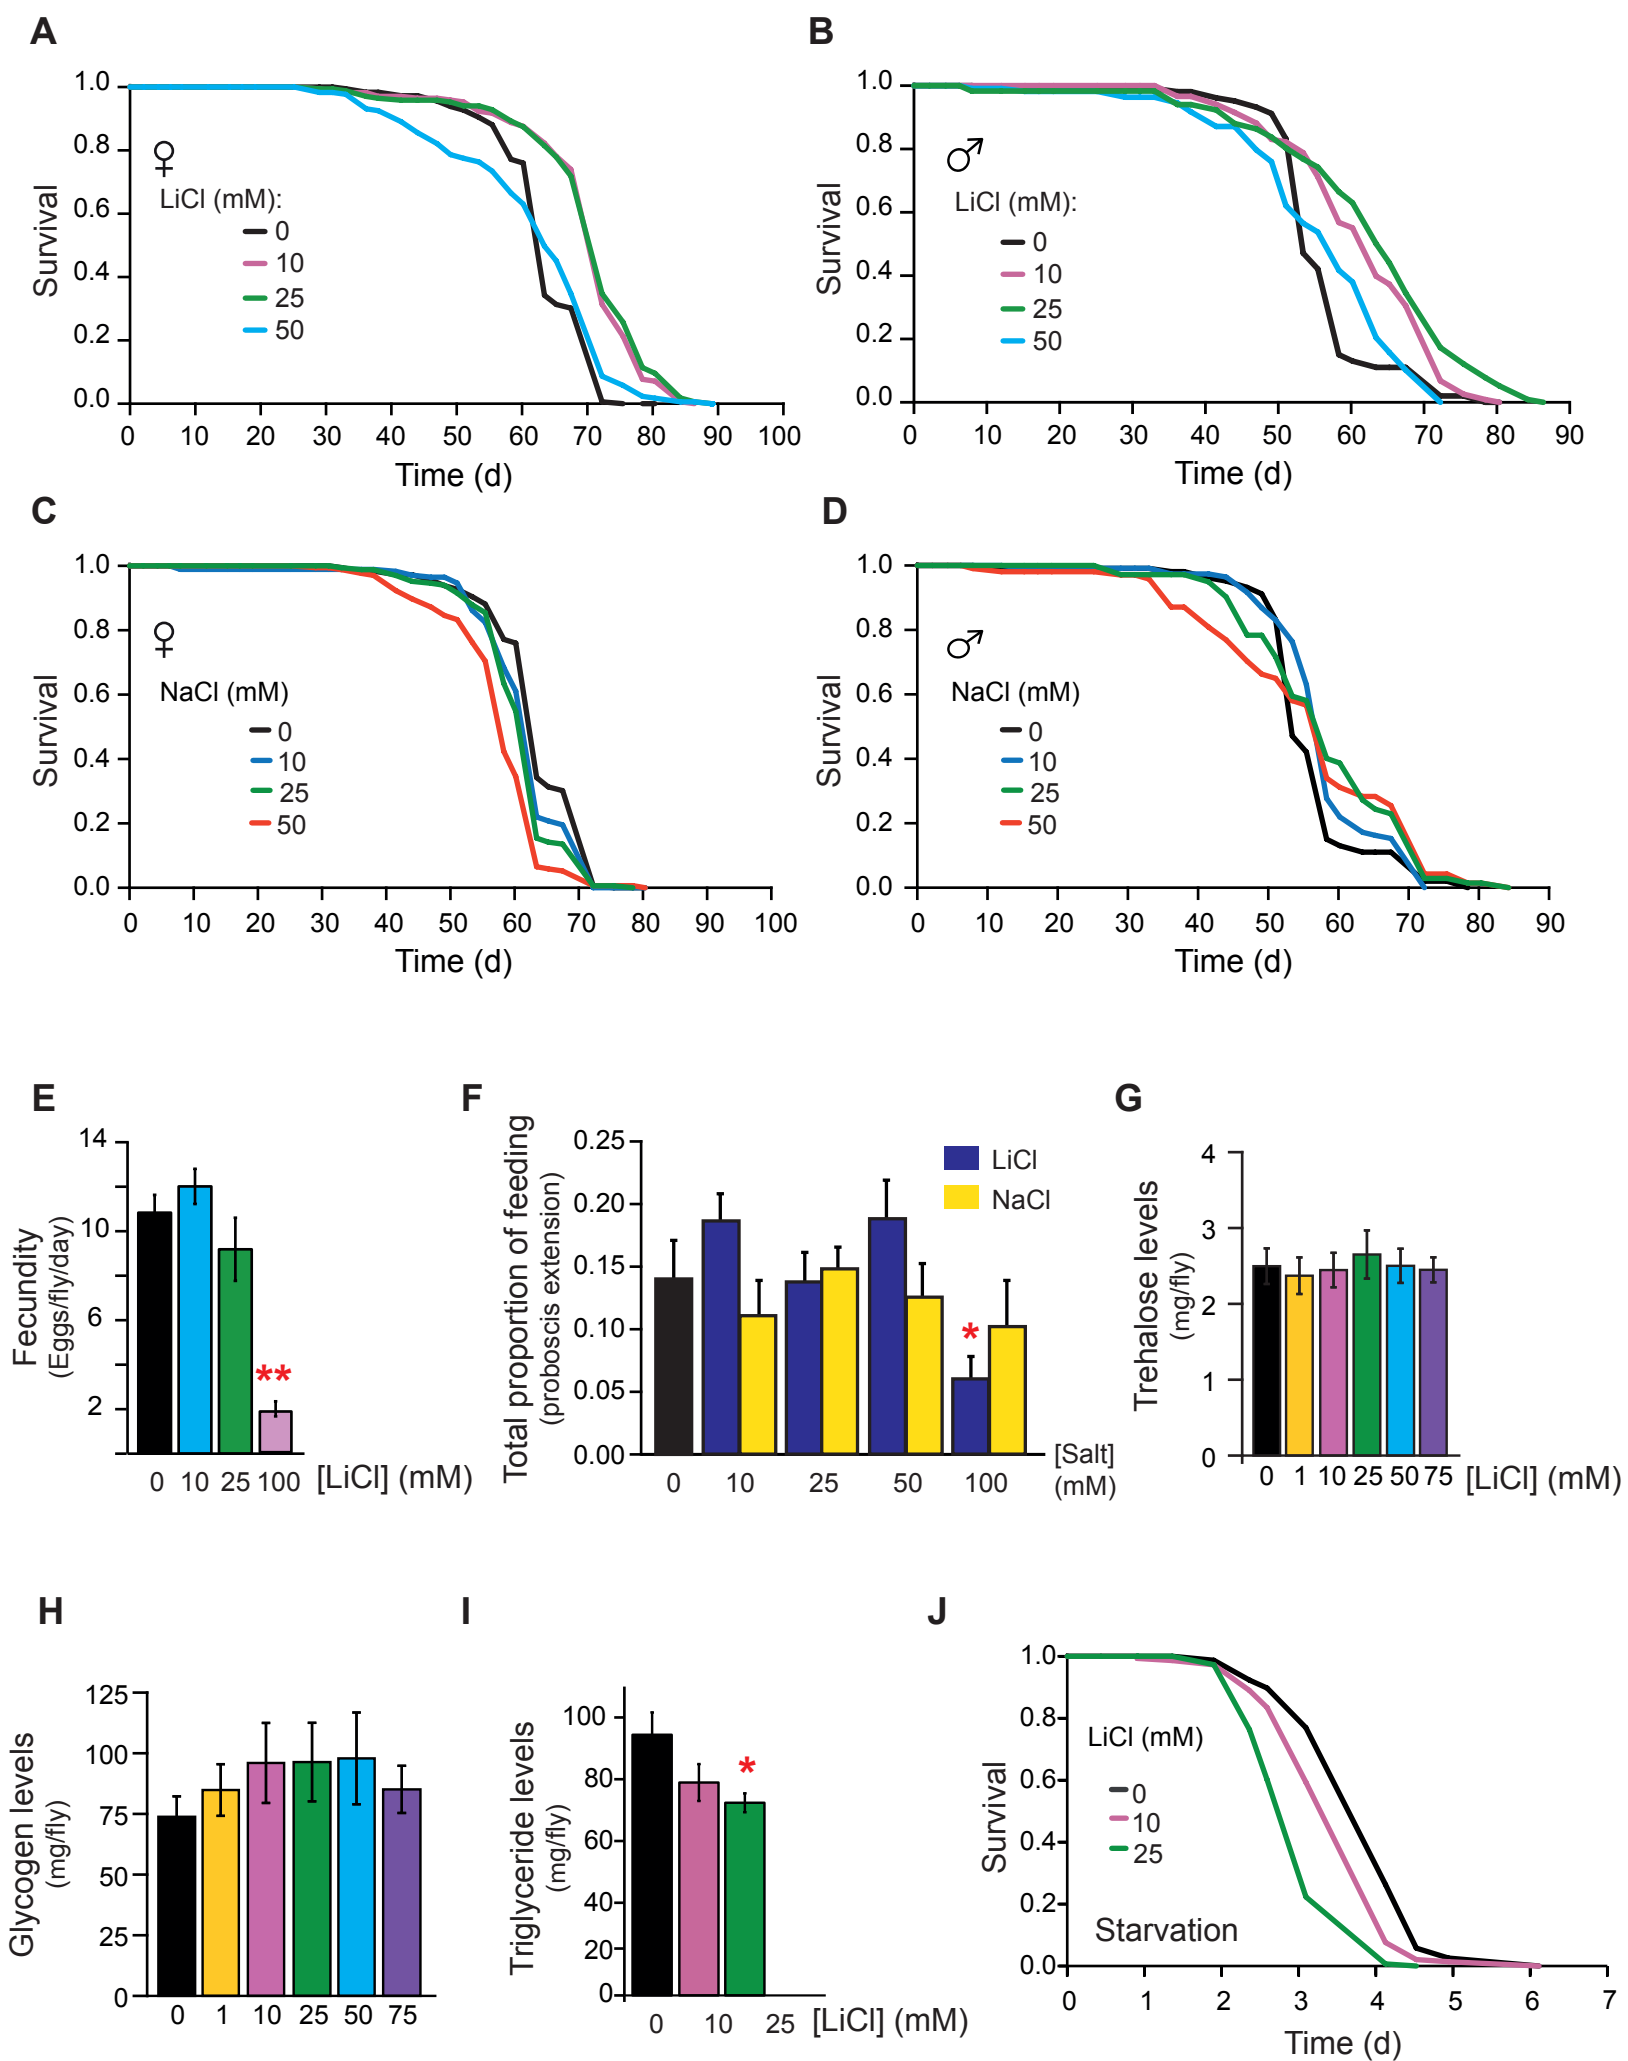 A
1.0
0.8
0.6
0.4
0.2
0.0
Survival
♀
LiCl (mM):
0
10
25
50
0 10 20 30 40 50 60 70 80 90 100
Time (d)
B
1.0
0.8
0.6
0.4
0.2
0.0
Survival
♂
LiCl (mM):
0
10
25
50
0 10 20 30 40 50 60 70 80 90
Time (d)
C
1.0
0.8
0.6
0.4
0.2
0.0
Survival
♀
NaCl (mM)
0
10
25
50
0 10 20 30 40 50 60 70 80 90 100
Time (d)
D
1.0
0.8
0.6
0.4
0.2
0.0
Survival
♂
NaCl (mM)
0
10
25
50
0 10 20 30 40 50 60 70 80 90
Time (d)
E
14
10
6
2
Fecundity
(Eggs/fly/day)
**
0 10 25 100 [LiCl] (mM)
F
0.25
0.20
0.15
0.10
0.05
0.00
Total proportion of feeding
(proboscis extension)
LiCl
NaCl
*
0 10 25 50 100
[Salt]
(mM)
G
4
3
2
1
0
Trehalose levels
(mg/fly)
0 1 10 25 50 75 [LiCl] (mM)
H
125
100
75
50
25
0
Glycogen levels
(mg/fly)
0 1 10 25 50 75
I
100
80
60
40
20
0
Triglyceride levels
(mg/fly)
*
0 10 25 [LiCl] (mM)
J
1.0
0.8
0.6
0.4
0.2
0.0
Survival
LiCl (mM)
0
10
25
Starvation
0 1 2 3 4 5 6 7
Time (d)